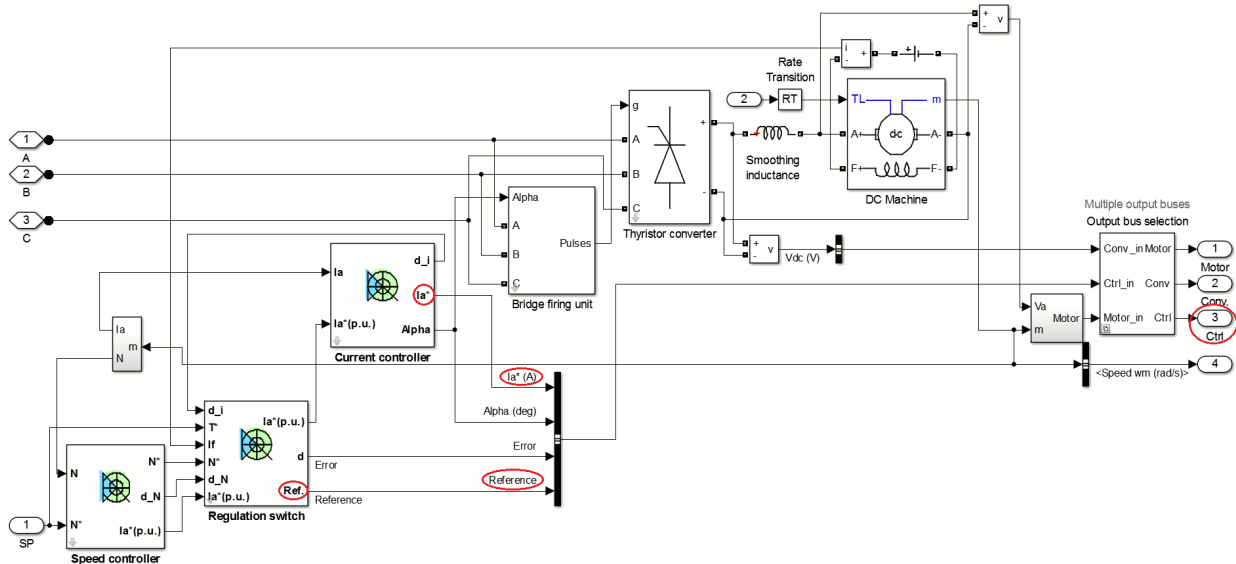 +
v
-
i
+
-
+
Rate
Transition
2
RT
TL
m
g
+
1
A
A
A+
dc
A-
Smoothing
inductance
2
B
B
F+
F-
DC Machine
-
Alpha
C
3
C
Multiple output buses
Output bus selection
A
Thyristor converter
Pulses
+
v
-
Vdc (V)
Conv_in
Motor
1
Motor
B
d_i
Ia
C
Bridge firing unit
Ctrl_in
Conv
2
Conv.
Ia*
Va
Motor
m
Motor_in
Ctrl
3
Ctrl
Ia
m
N
Ia*(p.u.)
Alpha
Current controller
<Speed wm (rad/s)>
4
Ia* (A)
d_i
T*
If
N*
d_N
Ia*(p.u.)
Ia*(p.u.)
d
Ref.
Regulation switch
Alpha (deg)
Error
Error
Reference
Reference
N
N*
d_N
N*
Ia*(p.u.)
1
SP
Speed controller